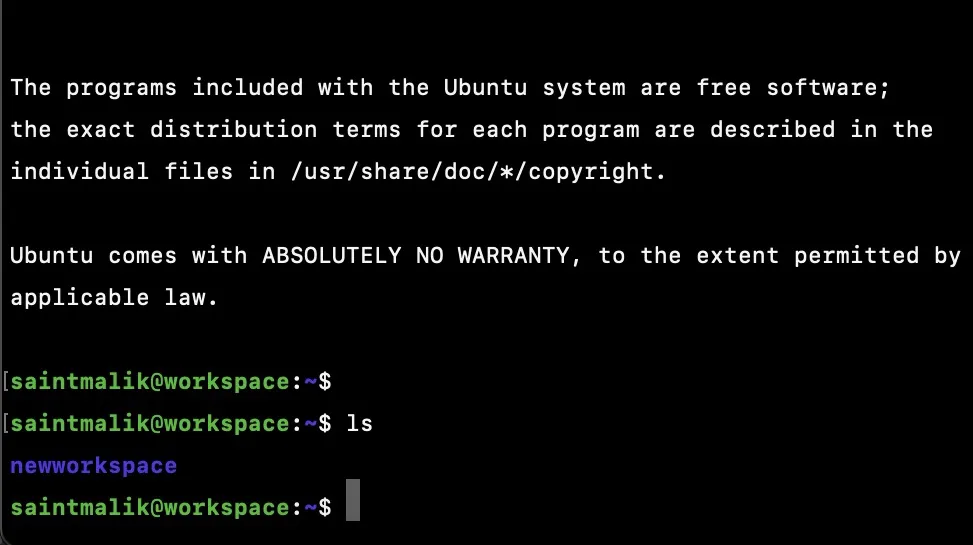 The programs included with the Ubuntu system are free software;
the exact distribution terms for each program are described in the
individual files in /usr/share/doc/*/copyright.
Ubuntu comes with ABSOLUTELY NO WARRANTY, to the extent permitted by
applicable law.
[saintmalik@workspace:~$
[saintmalik@workspace:~$ ls
newworkspace
saintmalik@workspace:~$